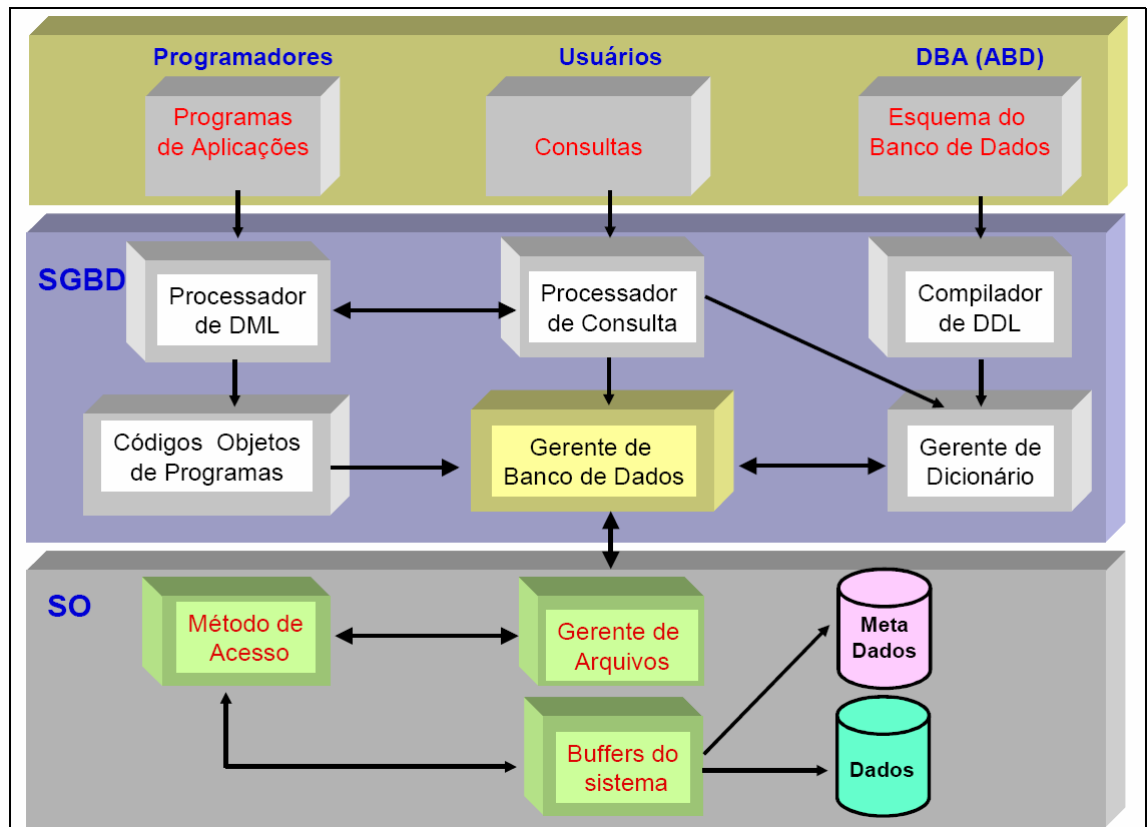 Programadores
Usuários
DBA (ABD)
Programas
de Aplicações
Consultas
Esquema do
Banco de Dados
SGBD
Processador
de DML
Processador
de Consulta
Compilador
de DDL
Códigos Objetos
de Programas
Gerente de
Banco de Dados
Gerente de
Dicionário
SO
Método de
Acesso
Gerente de
Arquivos
Meta
Dados
Buffers do
sistema
Dados